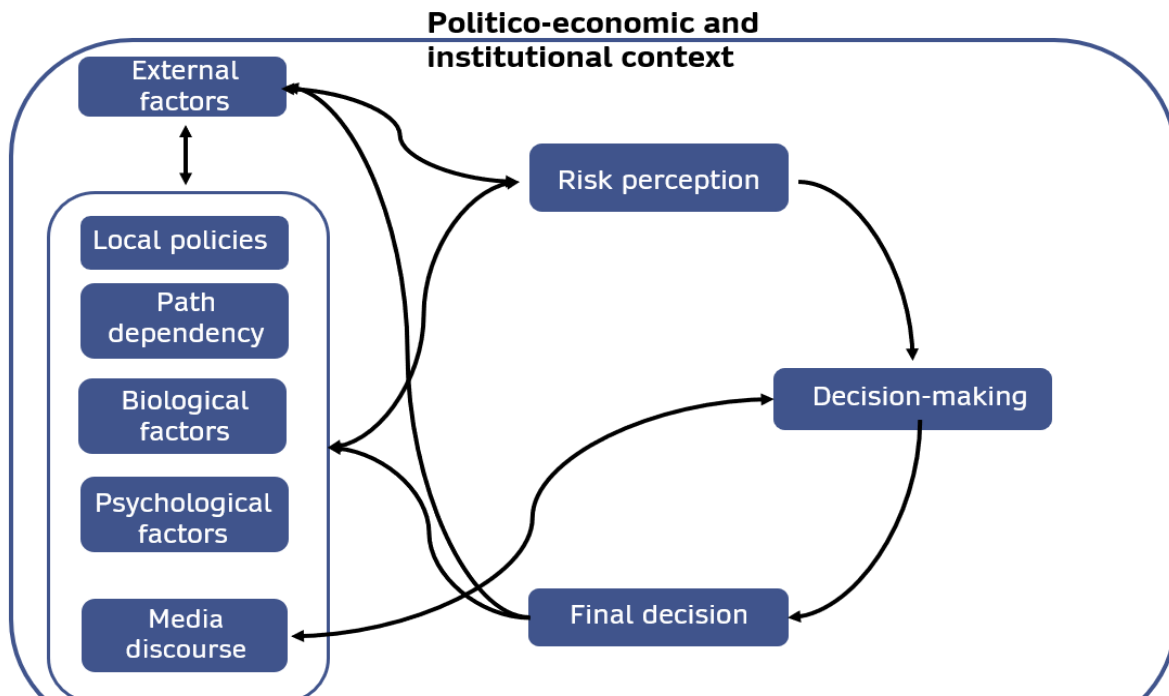 Politico-economic and
institutional context
External
factors
Risk perception
Local policies
Path
dependency
Biological
factors
Decision-making
Psychological
factors
Final decision
Media
discourse